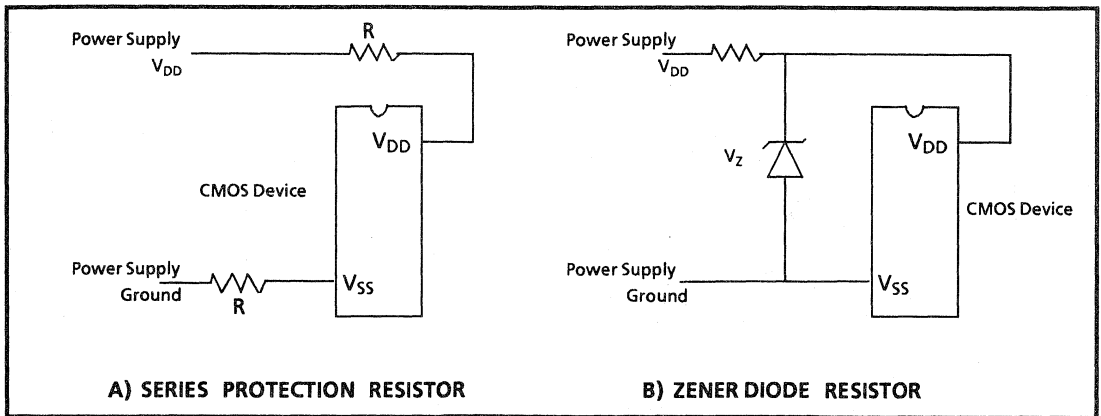 Power Supply
VDD
R
VDD
CMOS Device
Power Supply
Ground
R
VSS
A) SERIES PROTECTION RESISTOR
Power Supply
VDD
VZ
VDD
CMOS Device
Power Supply
Ground
VSS
B) ZENER DIODE RESISTOR